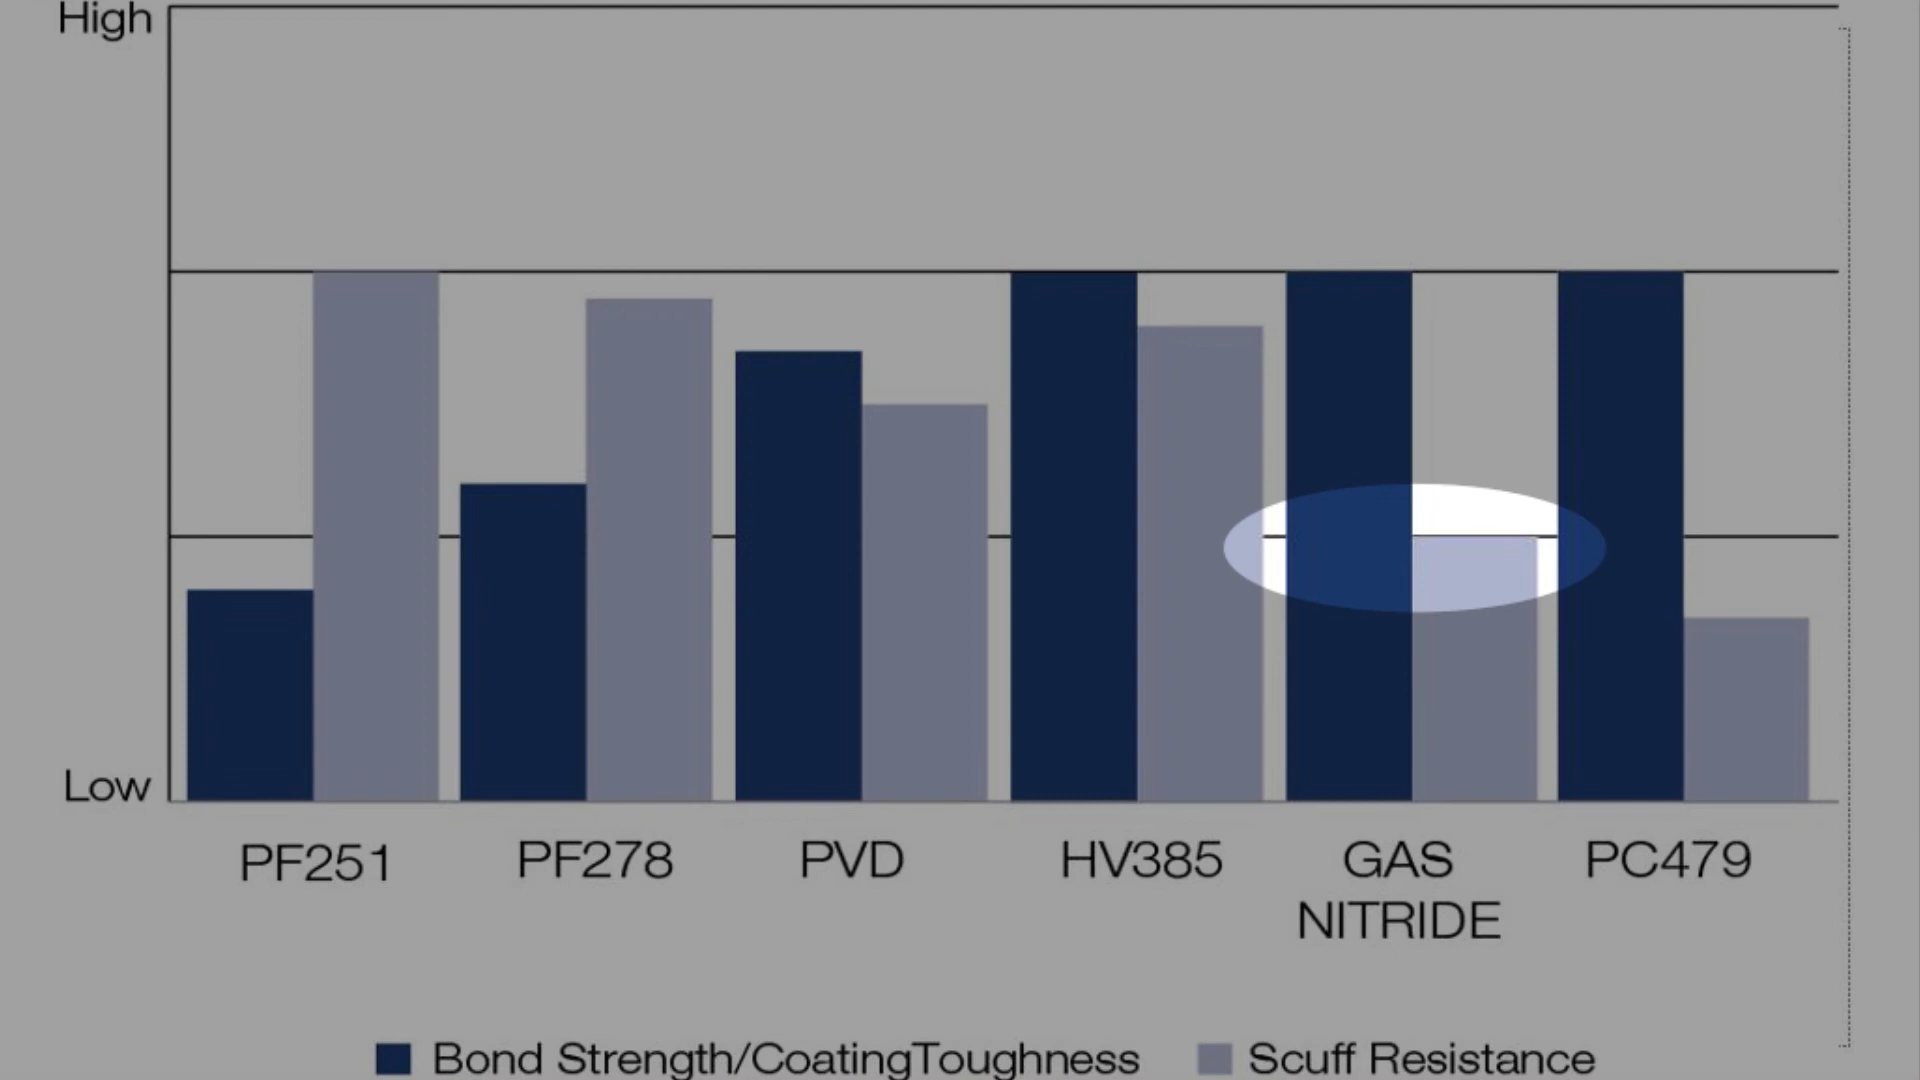 High
Low
PF251
PF278
PVD
HV385
GAS
NITRIDE
PC479
Bond Strength/CoatingToughness
Scuff Resistance